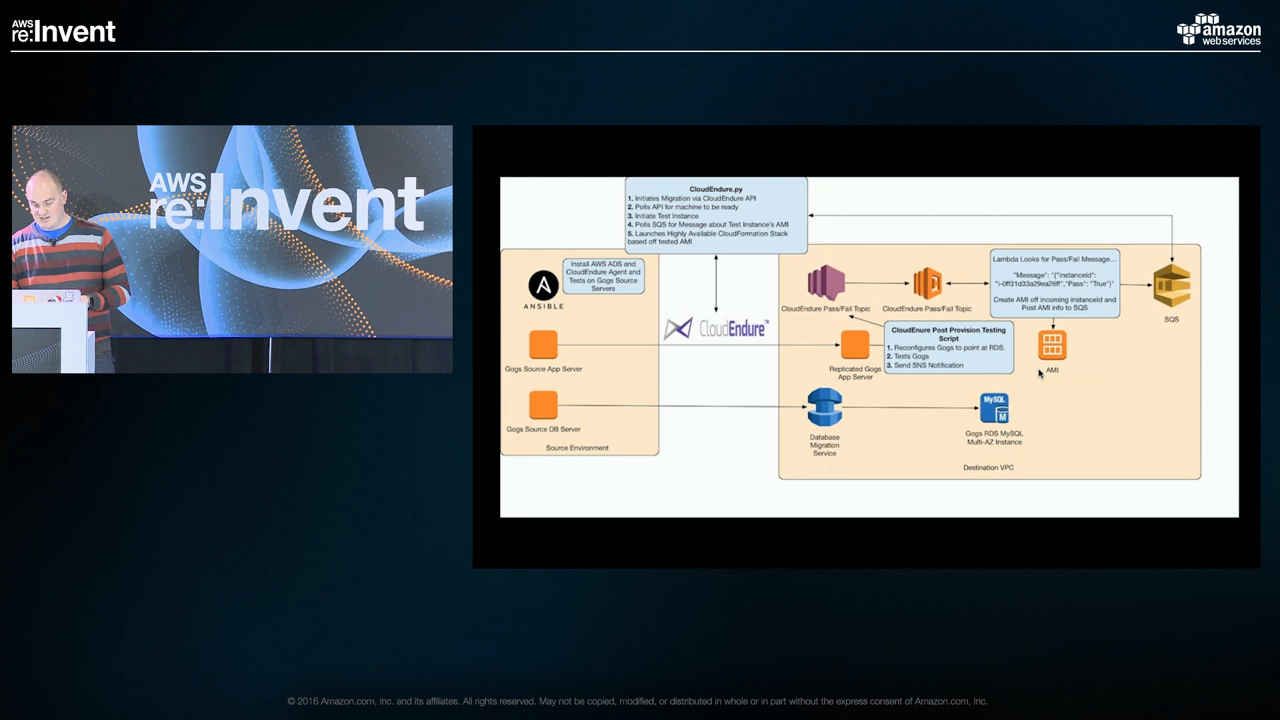 AWS
re:Invent
amazon
web services
AWS
re:Invent
CloudEndure.py
1. Initiates Migration via CloudEndure API
2. Polls API for machine to be ready
3. Initiate Test Instance
4. Polls SQS for Message about Test Instance's AMI
5. Launches Highly Available CloudFormation Stack
based off tested AMI
Install AWS ADS and
CloudEndure Agent and
Tests on Gogs Source
Servers
ANSIBLE
CloudEndure™
Gogs Source App Server
Gogs Source DB Server
Source Environment
CloudEndure Pass/Fail Topic
CloudEndure Pass/Fail Topic
Lambda Looks for Pass/Fail Message...
"Message": "{"instanceId":
"i-0ff31d33a29ea26ff","Pass": "True"}"
Create AMI off incoming instanceId and
Post AMI info to SQS
SQS
CloudEnure Post Provision Testing
Script
1. Reconfigures Gogs to point at RDS.
2. Tests Gogs
3. Send SNS Notification
Replicated Gogs
App Server
AMI
Database
Migration
Service
MySQL
M
Gogs RDS MySQL
Multi-AZ Instance
Destination VPC
© 2016 Amazon.com, Inc. and its affiliates. All rights reserved. May not be copied, modified, or distributed in whole or in part without the express consent of Amazon.com, Inc.